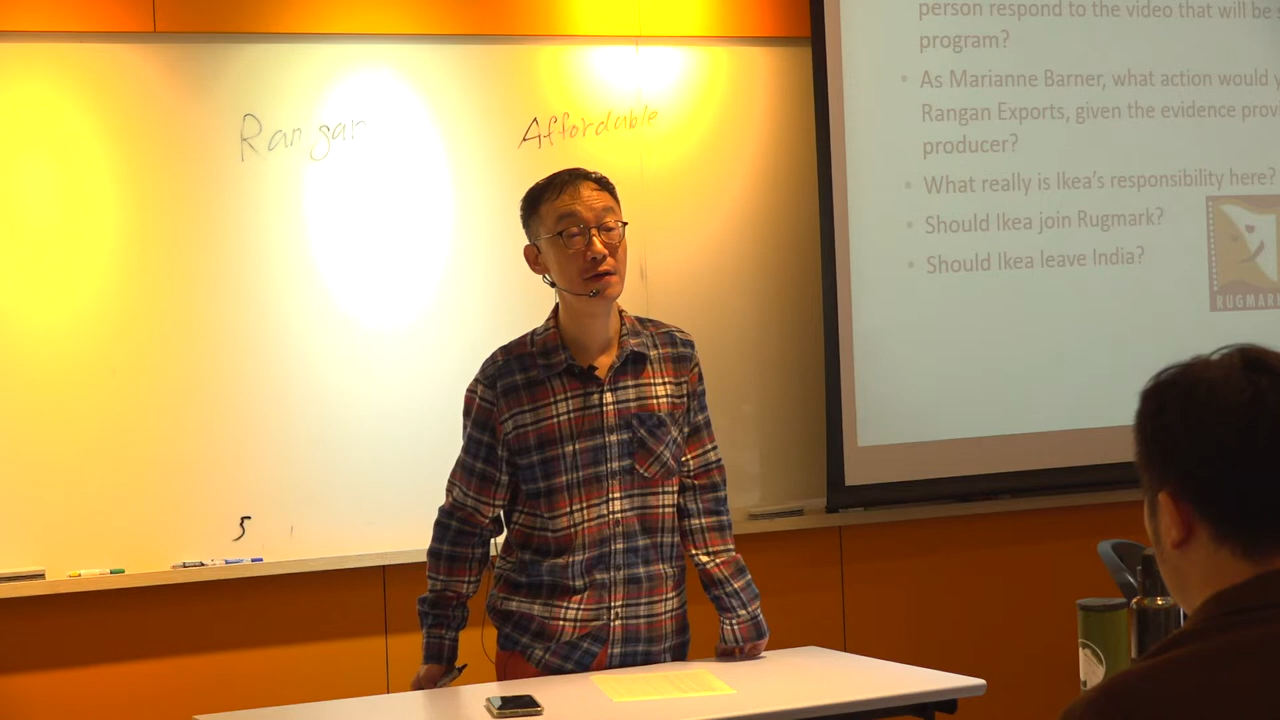 Rangan
Affordable
5
person respond to the video that will be
program?
• As Marianne Barner, what action would
Rangan Exports, given the evidence prov
producer?
• What really is Ikea's responsibility here?
• Should Ikea join Rugmark?
• Should Ikea leave India?
RUGMARK